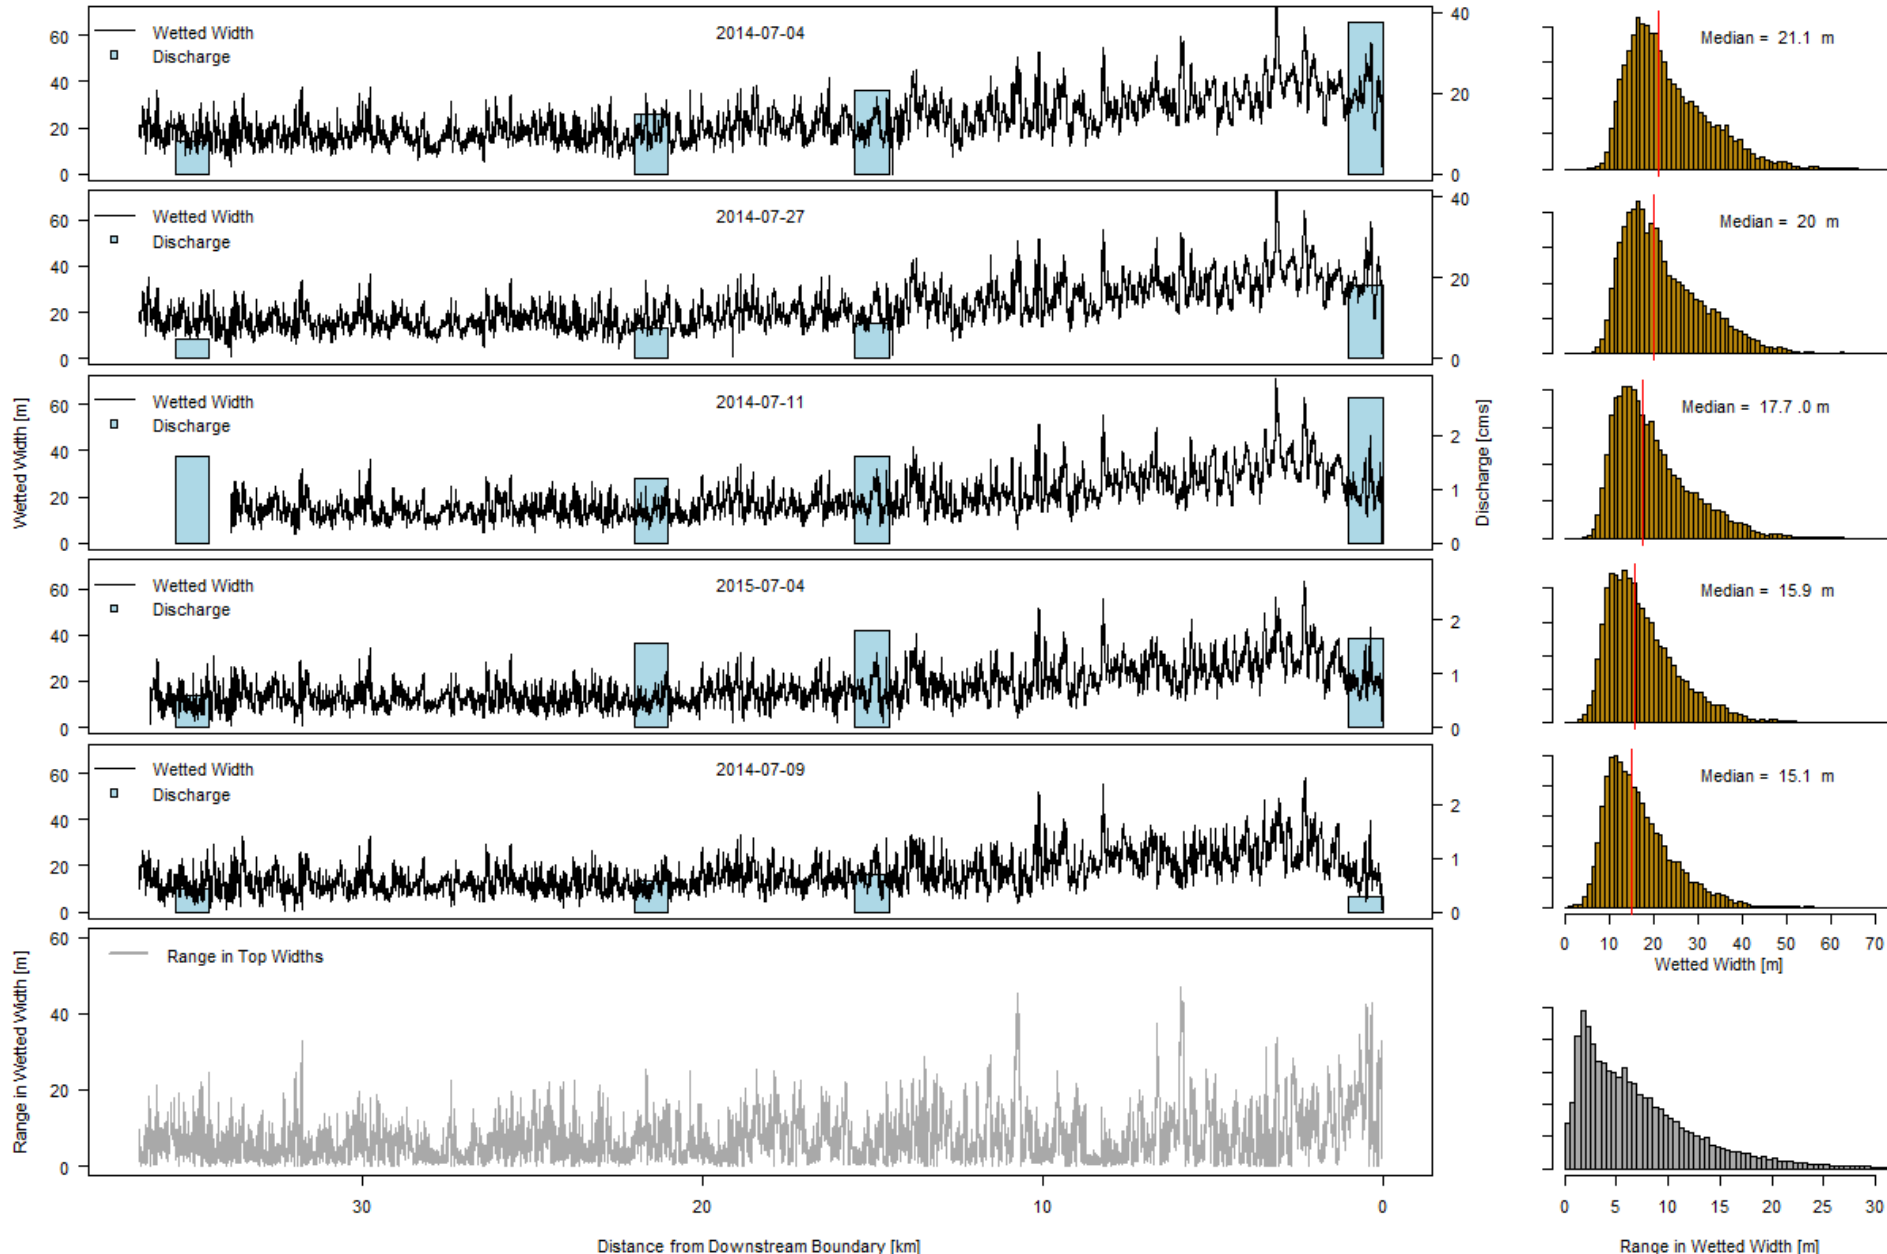 Wetted Width
Discharge
2014-07-04
60
40
20
0
40
20
0
Median = 21.1 m
Wetted Width
Discharge
2014-07-27
60
40
20
0
40
20
0
Median = 20 m
Wetted Width [m]
Wetted Width
Discharge
2014-07-11
60
40
20
0
2
1
0
Discharge [cms]
Median = 17.7 .0 m
Wetted Width
Discharge
2015-07-04
60
40
20
0
2
1
0
Median = 15.9 m
Wetted Width
Discharge
2014-07-09
60
40
20
0
2
1
0
Median = 15.1 m
0 10 20 30 40 50 60 70
Wetted Width [m]
Range in Wetted Width [m]
Range in Top Widths
60
40
20
0
30 20 10 0
Distance from Downstream Boundary [km]
0 5 10 15 20 25 30
Range in Wetted Width [m]